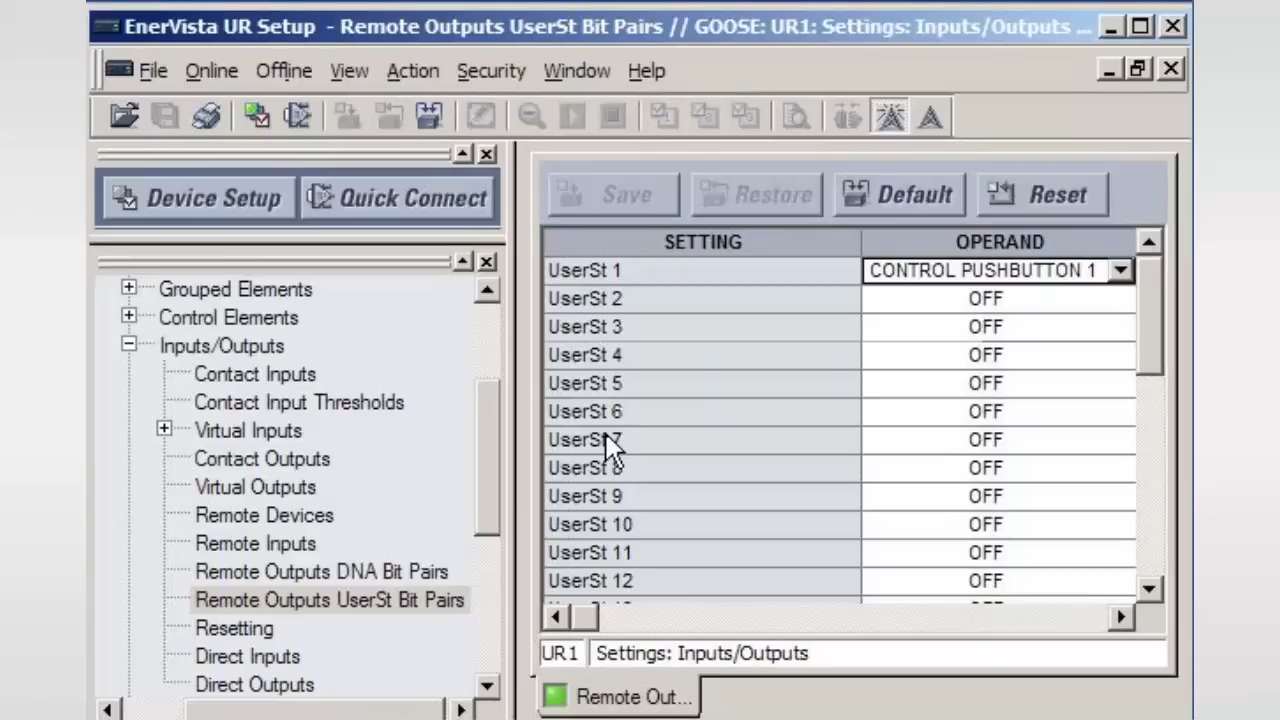 EnerVista UR Setup - Remote Outputs UserSt Bit Pairs // GOOSE: UR1: Settings: Inputs/Outputs ...
File Online Offline View Action Security Window Help
Device Setup Quick Connect
Save Restore Default Reset
SETTING OPERAND
UserSt 1 CONTROL PUSHBUTTON 1
UserSt 2 OFF
UserSt 3 OFF
UserSt 4 OFF
UserSt 5 OFF
UserSt 6 OFF
UserSt 7 OFF
UserSt 8 OFF
UserSt 9 OFF
UserSt 10 OFF
UserSt 11 OFF
UserSt 12 OFF
Grouped Elements
Control Elements
Inputs/Outputs
Contact Inputs
Contact Input Thresholds
Virtual Inputs
Contact Outputs
Virtual Outputs
Remote Devices
Remote Inputs
Remote Outputs DNA Bit Pairs
Remote Outputs UserSt Bit Pairs
Resetting
Direct Inputs
Direct Outputs
UR1 Settings: Inputs/Outputs
Remote Out...